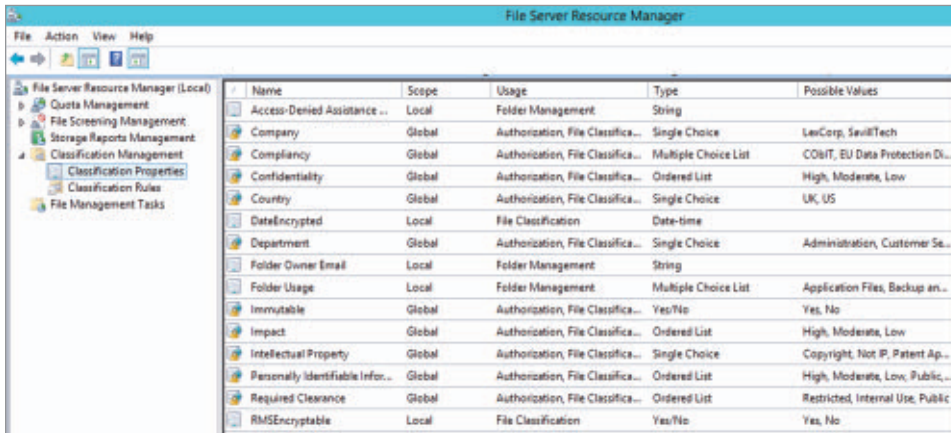 File Server Resource Manager
File Action View Help
File Server Resource Manager (Local)
Quota Management
File Screening Management
Storage Reports Management
Classification Management
Classification Properties
Classification Rules
File Management Tasks
Name Scope Usage Type Possible Values
Access-Denied Assistance ... Local Folder Management String
Company Global Authorization, File Classifica... Single Choice LexCorp, SavillTech
Compliancy Global Authorization, File Classifica... Multiple Choice List CObIT, EU Data Protection Di...
Confidentiality Global Authorization, File Classifica... Ordered List High, Moderate, Low
Country Global Authorization, File Classifica... Single Choice UK, US
DateEncrypted Local File Classification Date-time
Department Global Authorization, File Classifica... Single Choice Administration, Customer Se...
Folder Owner Email Local Folder Management String
Folder Usage Local Folder Management Multiple Choice List Application Files, Backup an...
Immutable Global Authorization, File Classifica... Yes/No Yes, No
Impact Global Authorization, File Classifica... Ordered List High, Moderate, Low
Intellectual Property Global Authorization, File Classifica... Single Choice Copyright, Not IP, Patent Ap...
Personally Identifiable Infor... Global Authorization, File Classifica... Ordered List High, Moderate, Low, Public,...
Required Clearance Global Authorization, File Classifica... Ordered List Restricted, Internal Use, Public
RMSEncryptable Local File Classification Yes/No Yes, No